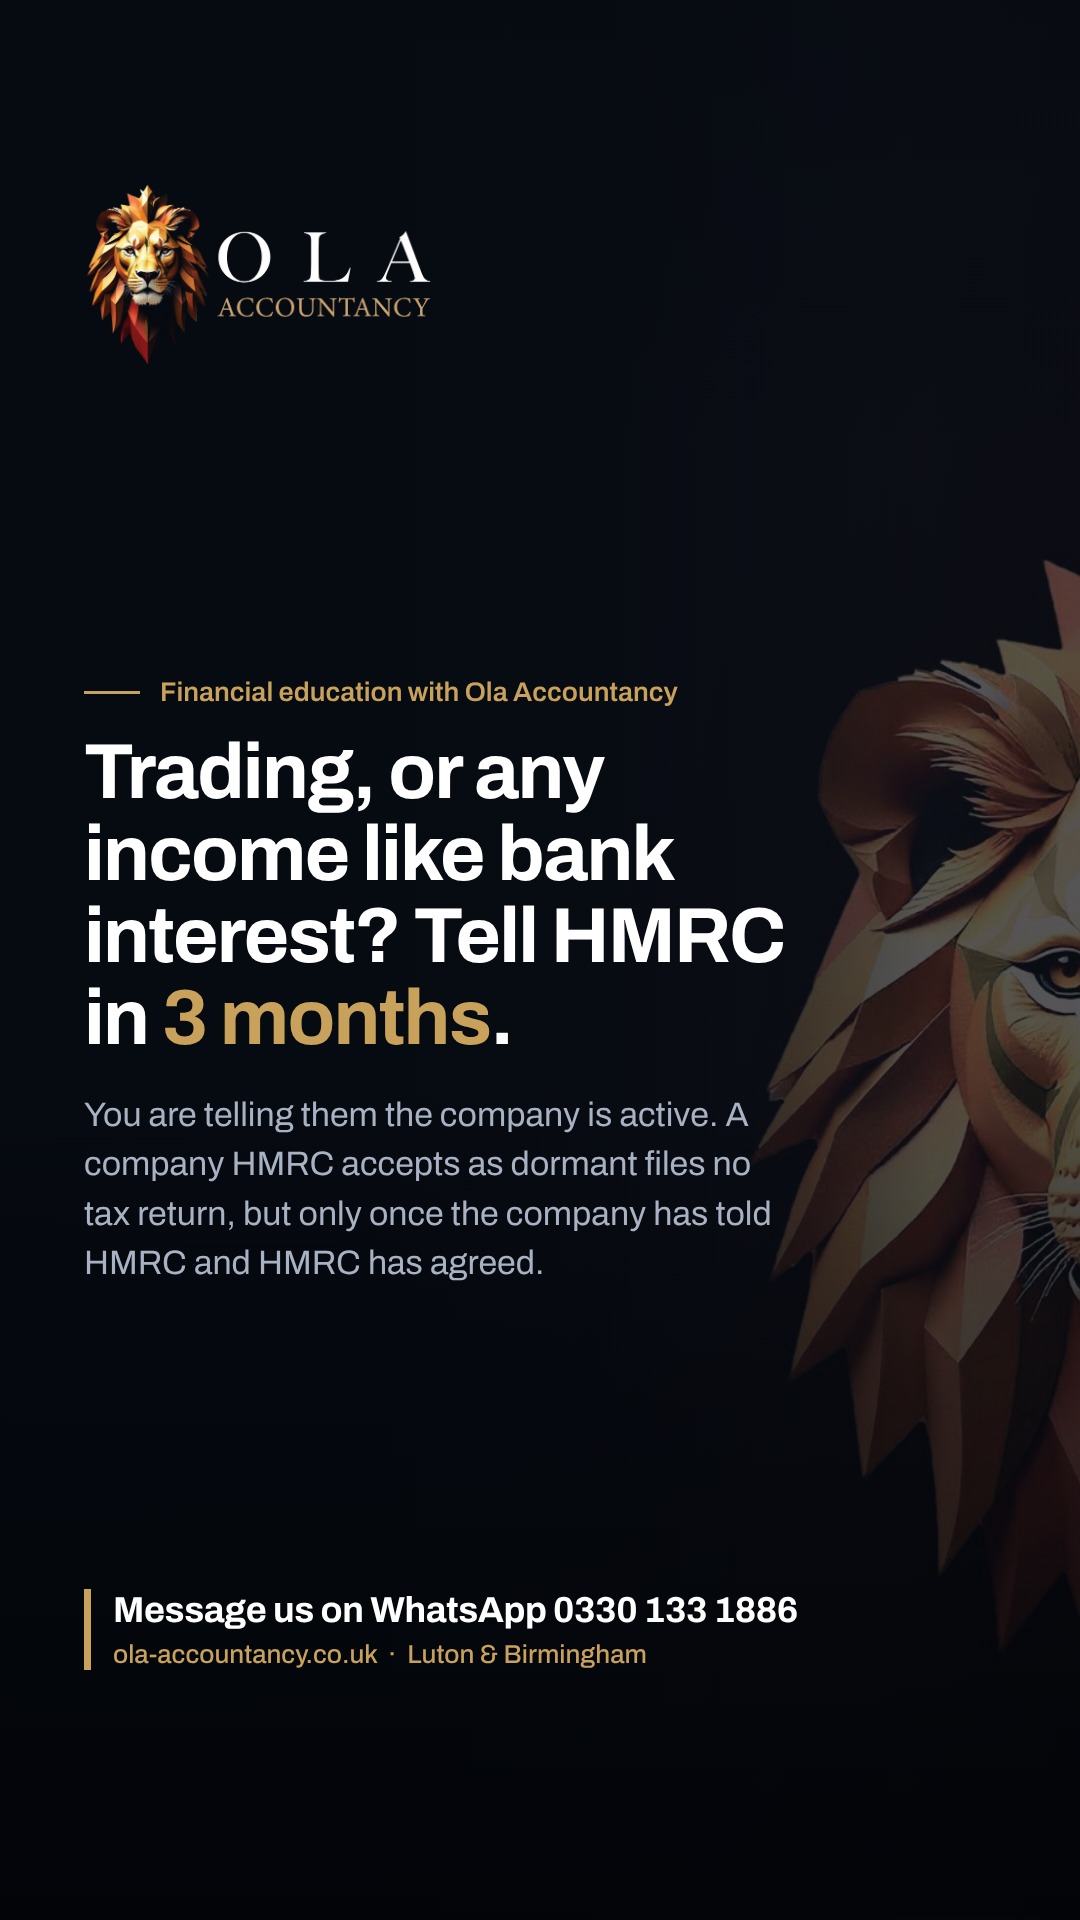 OLA
ACCOUNTANCY
Financial education with Ola Accountancy
Trading, or any
income like bank
interest? Tell HMRC
in 3 months.
You are telling them the company is active. A
company HMRC accepts as dormant files no
tax return, but only once the company has told
HMRC and HMRC has agreed.
Message us on WhatsApp 0330 133 1886
ola-accountancy.co.uk · Luton & Birmingham